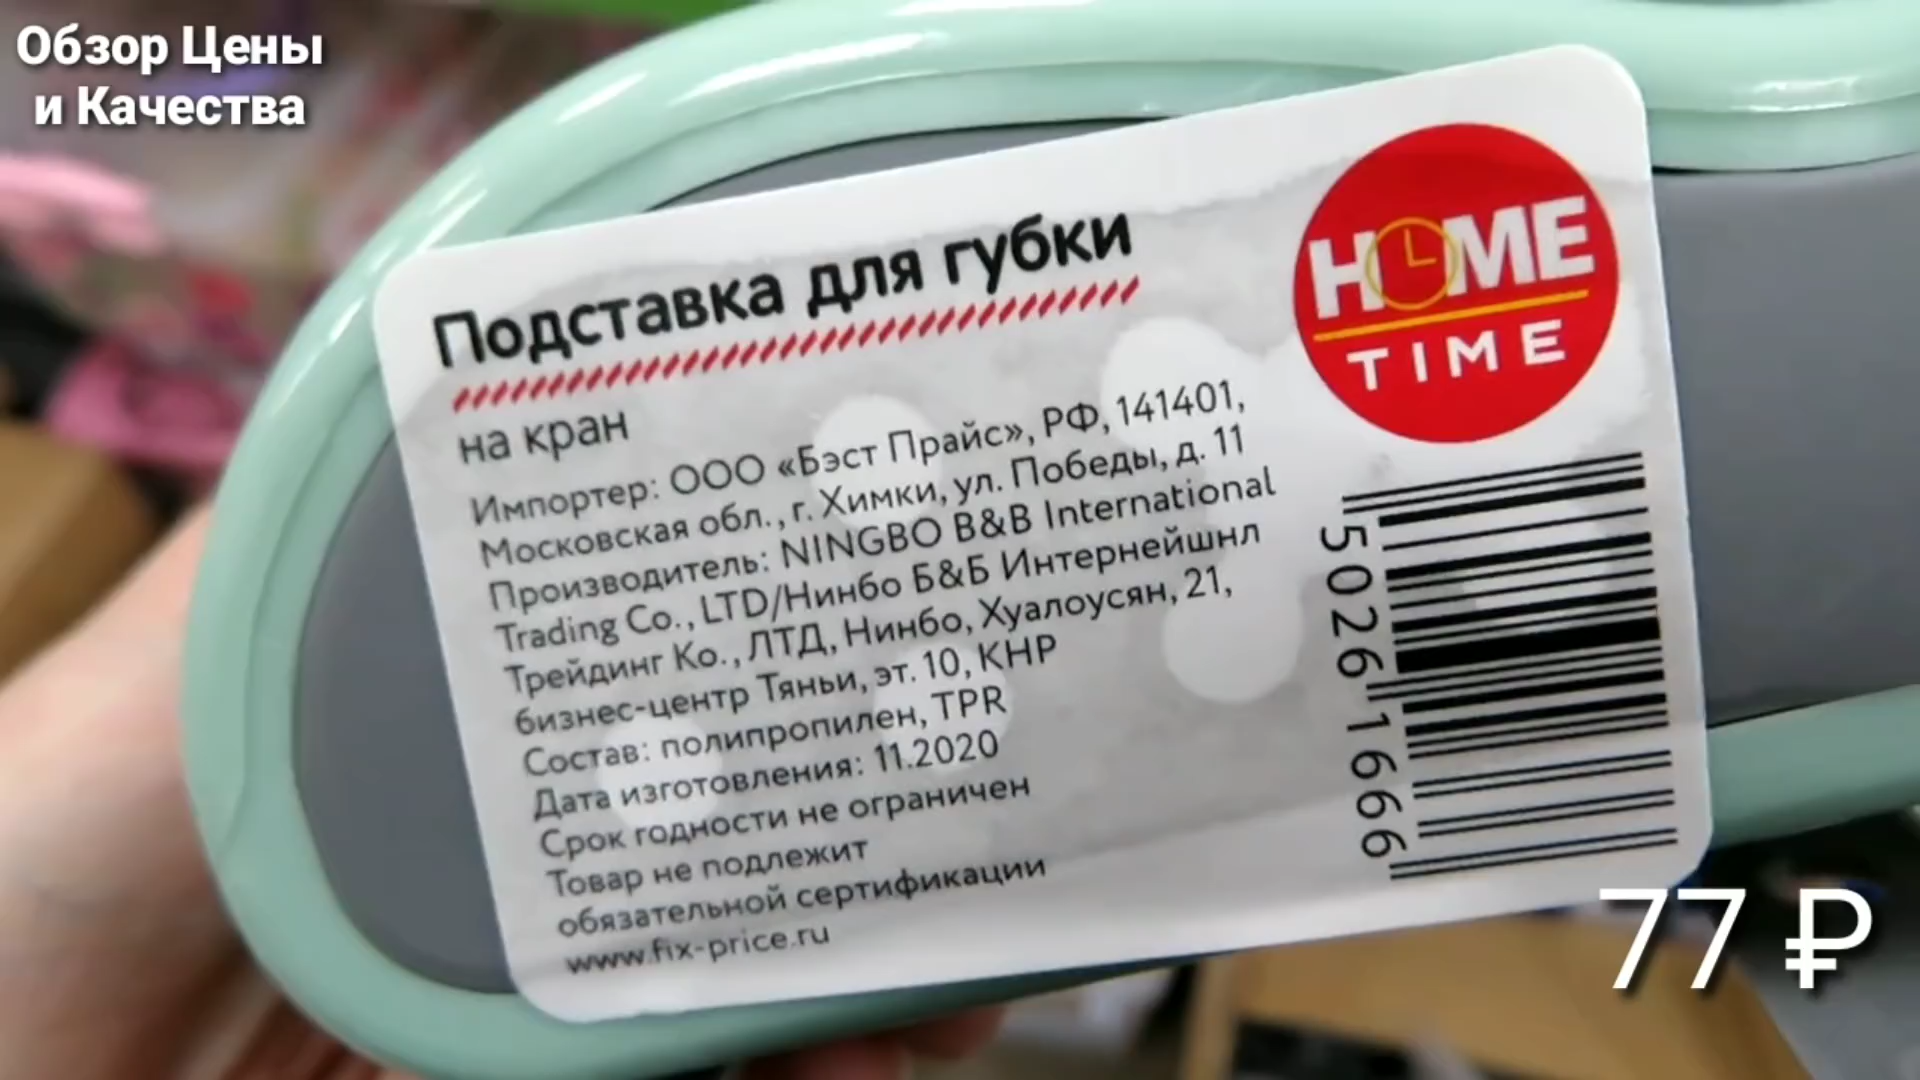 Обзор Цены
и Качества
Подставка для губки
на кран
Импортер: ООО «Бэст Прайс», РФ, 141401,
Московская обл., г. Химки, ул. Победы, д. 11
Производитель: NINGBO B&B International
Trading Co., LTD/Нинбо Б&Б Интернейшнл
Трейдинг Ко., ЛТД, Нинбо, Хуалоусян, 21,
бизнес-центр Тяньи, эт. 10, КНР
Состав: полипропилен, TPR
Дата изготовления: 11.2020
Срок годности не ограничен
Товар не подлежит
обязательной сертификации
www.fix-price.ru
HOME
TIME
50261666
77 ₽